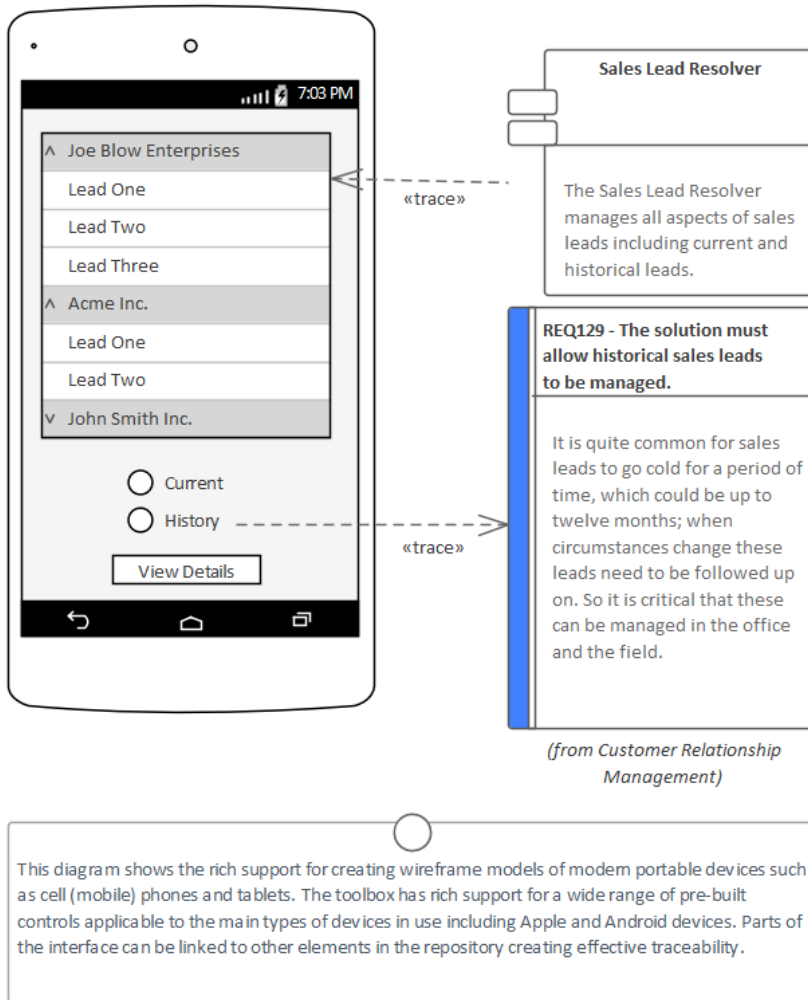 7:03 PM
^ Joe Blow Enterprises
Lead One
Lead Two
Lead Three
^ Acme Inc.
Lead One
Lead Two
v John Smith Inc.
Current
History
View Details
«trace»
«trace»
Sales Lead Resolver
The Sales Lead Resolver
manages all aspects of sales
leads including current and
historical leads.
REQ129 - The solution must
allow historical sales leads
to be managed.
It is quite common for sales
leads to go cold for a period of
time, which could be up to
twelve months; when
circumstances change these
leads need to be followed up
on. So it is critical that these
can be managed in the office
and the field.
(from Customer Relationship
Management)
This diagram shows the rich support for creating wireframe models of modern portable devices such
as cell (mobile) phones and tablets. The toolbox has rich support for a wide range of pre-built
controls applicable to the main types of devices in use including Apple and Android devices. Parts of
the interface can be linked to other elements in the repository creating effective traceability.